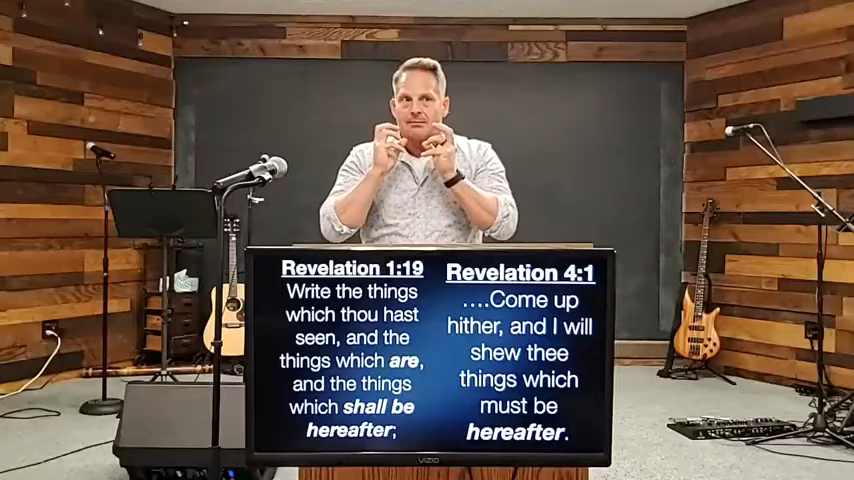 Revelation 1:19
Write the things
which thou hast
seen, and the
things which are,
and the things
which shall be
hereafter;
Revelation 4:1
....Come up
hither, and I will
shew thee
things which
must be
hereafter.
VIZIO